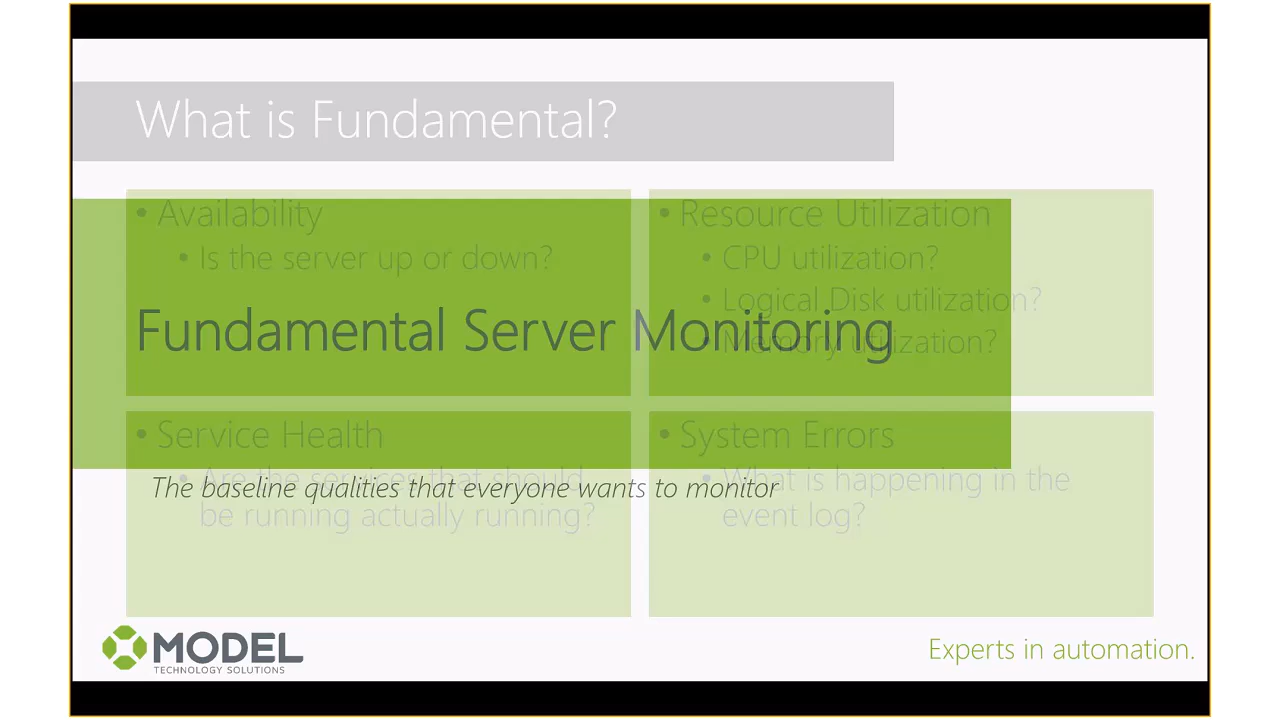 What is Fundamental?
• Availability
• Is the server up or down?
• Resource Utilization
• CPU utilization?
• Logical Disk utilization?
• Memory utilization?
Fundamental Server Monitoring
• Service Health
• Are the services that should
be running actually running?
• System Errors
• What is happening in the
event log?
The baseline qualities that everyone wants to monitor
MODEL
TECHNOLOGY SOLUTIONS
Experts in automation.